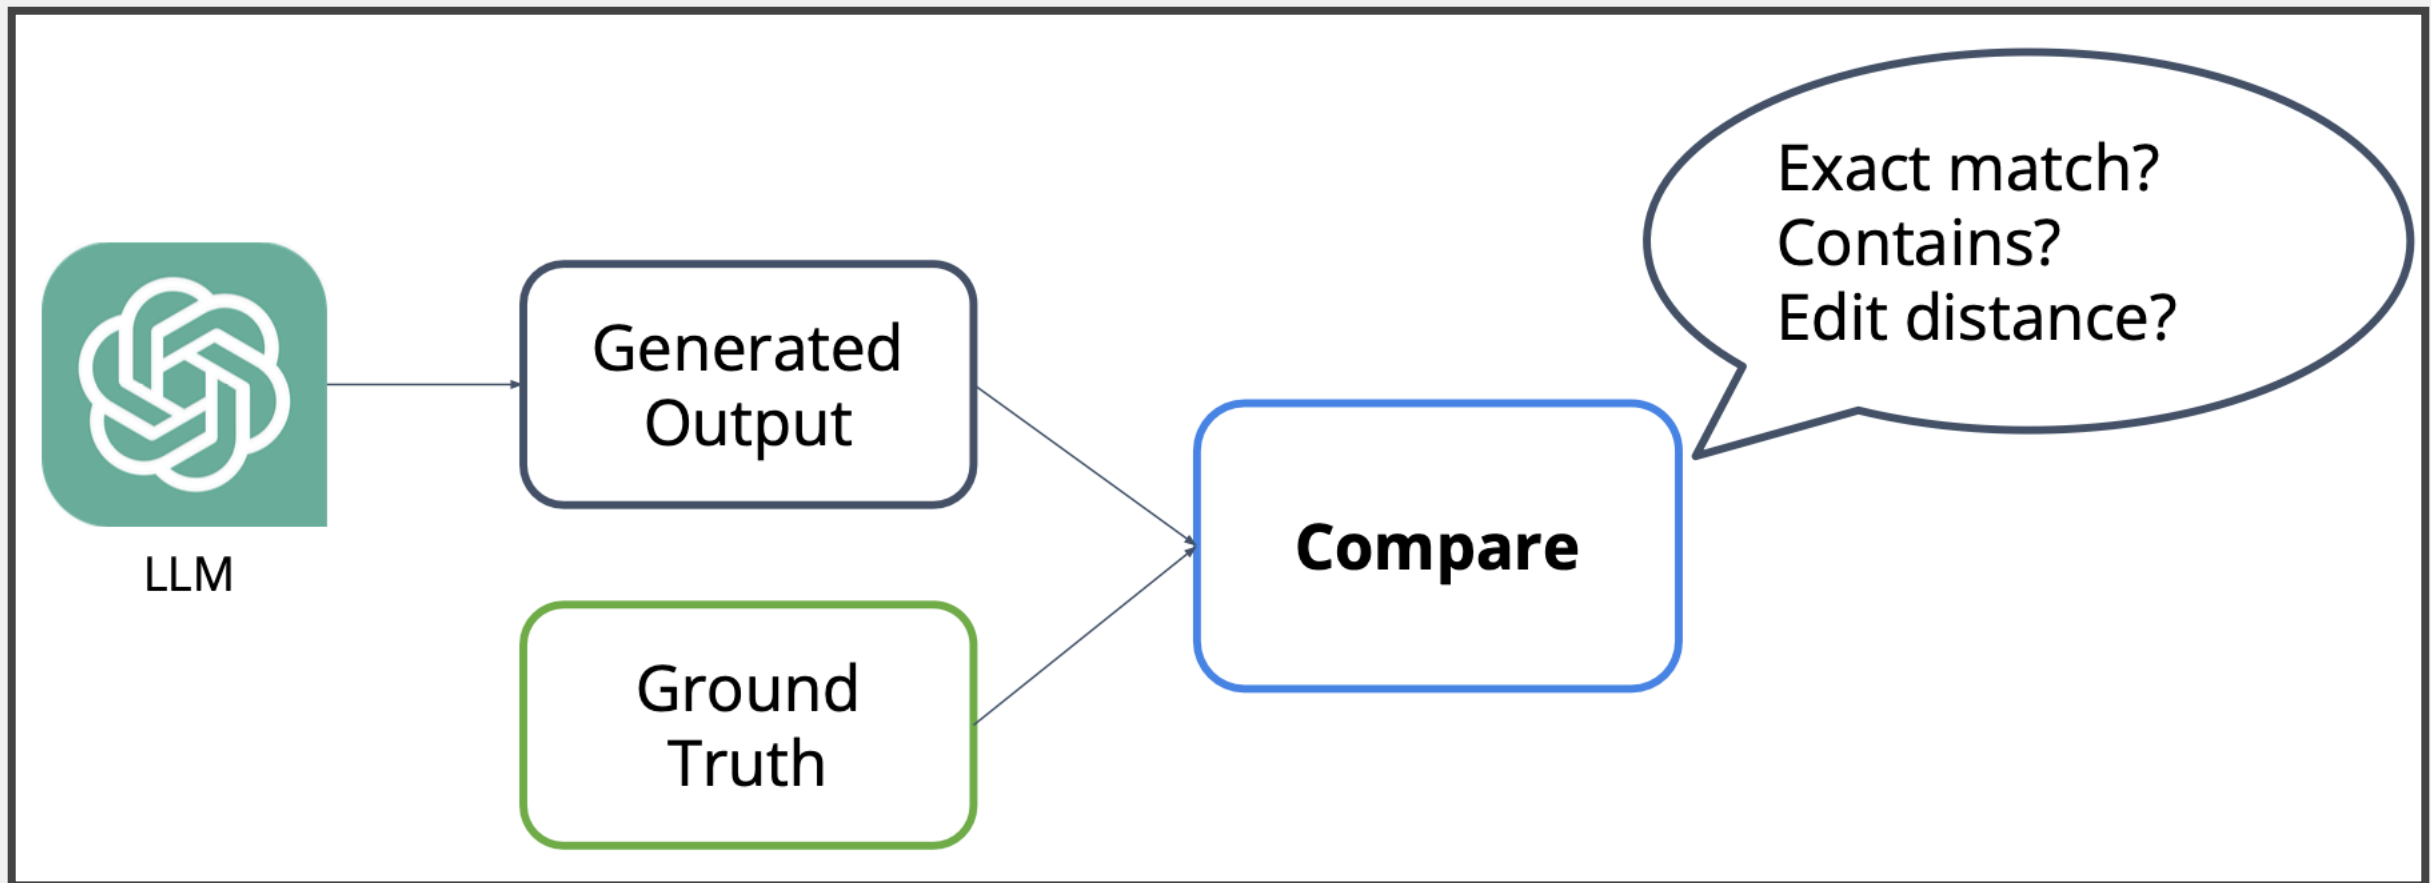 LLM
Generated
Output
Ground
Truth
Compare
Exact match?
Contains?
Edit distance?